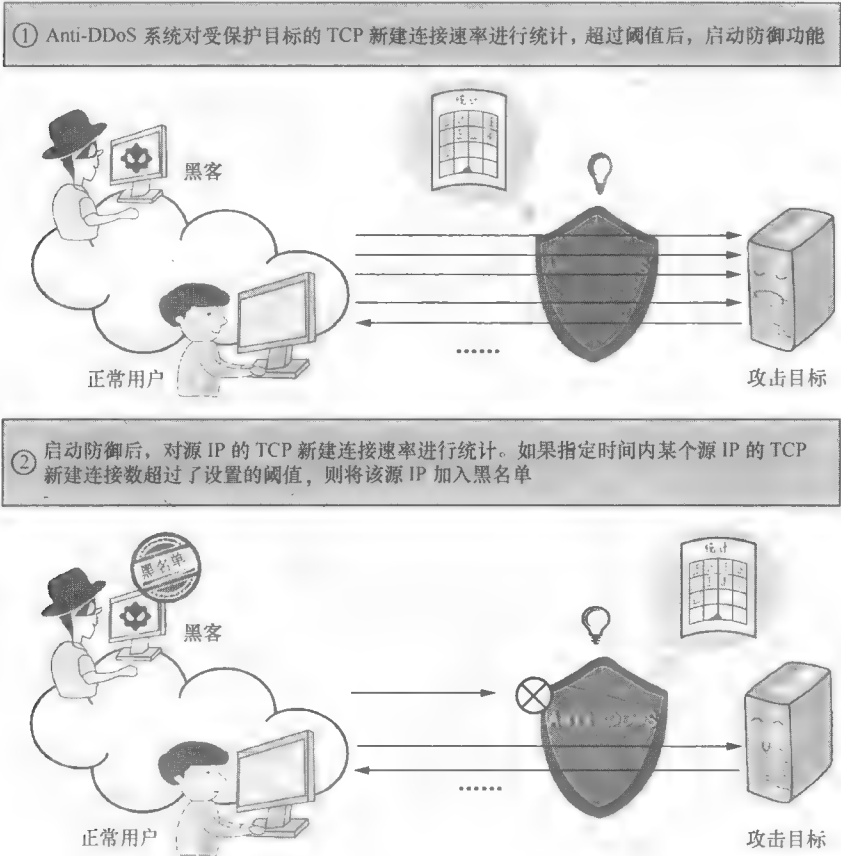 ① Anti-DDoS 系统对受保护目标的 TCP 新建连接速率进行统计，超过阈值后，启动防御功能
统计
黑客
正常用户
......
攻击目标
② 启动防御后，对源 IP 的 TCP 新建连接速率进行统计。如果指定时间内某个源 IP 的 TCP
新建连接数超过了设置的阈值，则将该源 IP 加入黑名单
黑名单
统计
黑客
......
正常用户
攻击目标